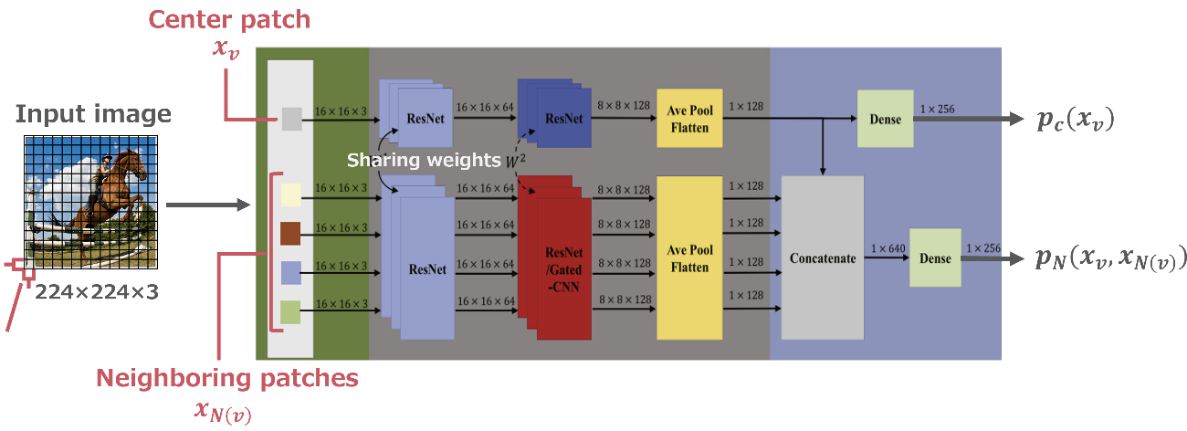 Center patch
x_v
Input image
224×224×3
Neighboring patches
x_{N(v)}
16×16×3
ResNet
16×16×64
ResNet
8×8×128
Ave Pool
Flatten
1×128
Dense
1×256
p_c(x_v)
Sharing weights W^2
16×16×3
16×16×3
16×16×3
16×16×3
ResNet
16×16×64
16×16×64
16×16×64
16×16×64
ResNet
/Gated
-CNN
8×8×128
8×8×128
8×8×128
8×8×128
Ave Pool
Flatten
1×128
1×128
1×128
1×128
Concatenate
1×640
Dense
1×256
p_N(x_v, x_{N(v)})